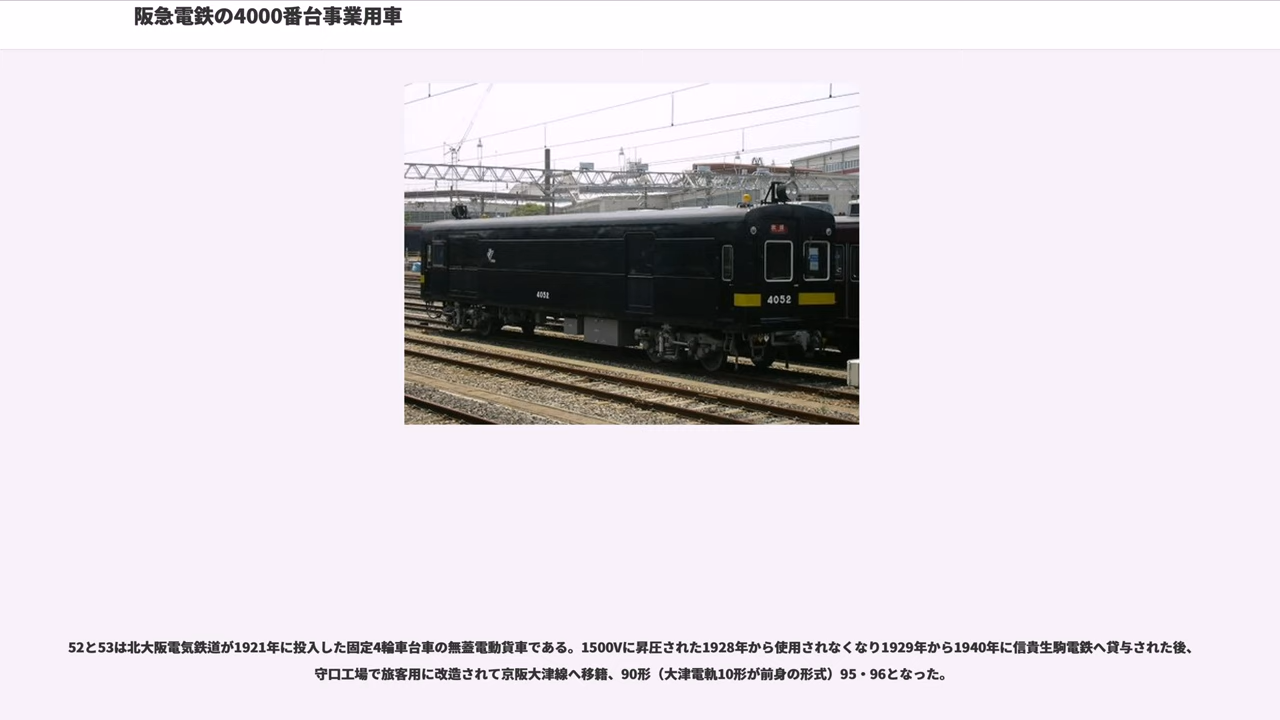 阪急電鉄の4000番台事業用車
4052
4052
52と53は北大阪電気鉄道が1921年に投入した固定4輪車台車の無蓋電動貨車である。1500Vに昇圧された1928年から使用されなくなり1929年から1940年に信貴生駒電鉄へ貸与された後、
守口工場で旅客用に改造されて京阪大津線へ移籍、90形（大津電軌10形が前身の形式）95・96となった。